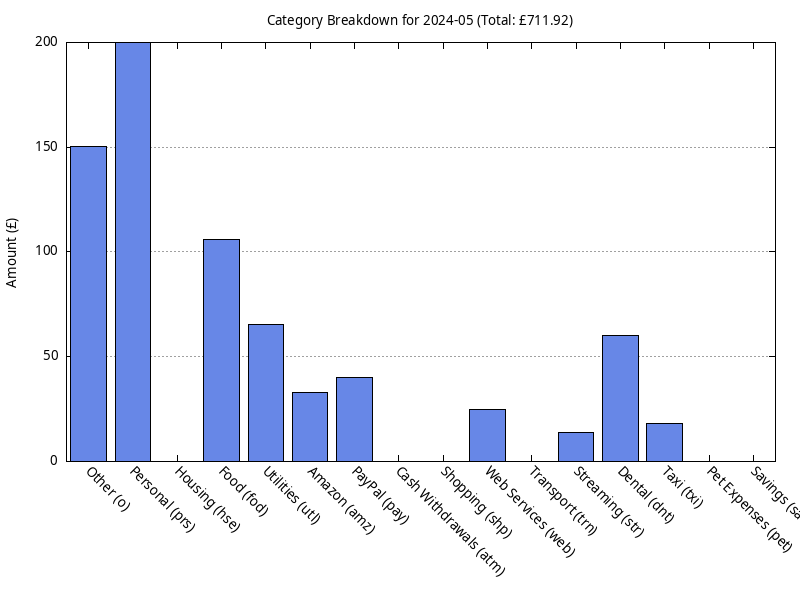 Category Breakdown for 2024-05 (Total: £711.92)
Amount (£)
200
150
100
50
0
Other (o)
Personal (prs)
Housing (hse)
Food (fod)
Utilities (utl)
Amazon (amz)
PayPal (pay)
Cash Withdrawals (atm)
Shopping (shp)
Web Services (web)
Transport (trn)
Streaming (str)
Dental (dnt)
Taxi (txi)
Pet Expenses (pet)
Savings (sa